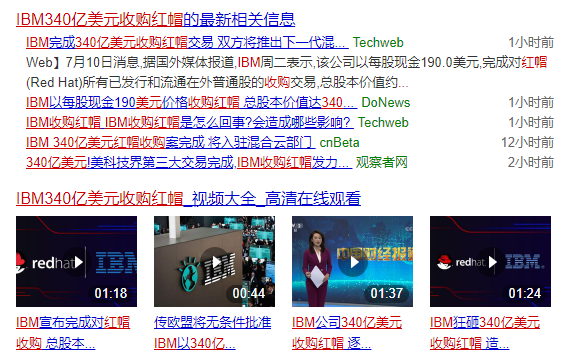 IBM340亿美元收购红帽的最新相关信息
IBM完成340亿美元收购红帽交易 双方将推出下一代混... Techweb 1小时前
Web】7月10日消息,据国外媒体报道,IBM周二表示,该公司以每股现金190.0美元,完成对红帽
(Red Hat)所有已发行和流通在外普通股的收购交易,总股本价值约...
IBM以每股现金190美元价格收购红帽 总股本价值达340... DoNews 1小时前
IBM收购红帽 IBM收购红帽是怎么回事?会造成哪些影响? Techweb 1小时前
IBM 340亿美元红帽收购案完成 将入驻混合云部门 cnBeta 12小时前
340亿元!美科技界第三大交易完成,IBM收购红帽发力... 观察者网 2小时前
IBM340亿美元收购红帽_视频大全_高清在线观看
redhat IBM 01:18
IBM 00:44
中国财经报道 01:37
redhat IBM 01:24
IBM宣布完成对红帽
收购 总股本...
传欧盟将无条件批准
IBM以340亿...
IBM公司340亿美元
收购红帽 逐...
IBM狂砸340亿美元
收购红帽 造...